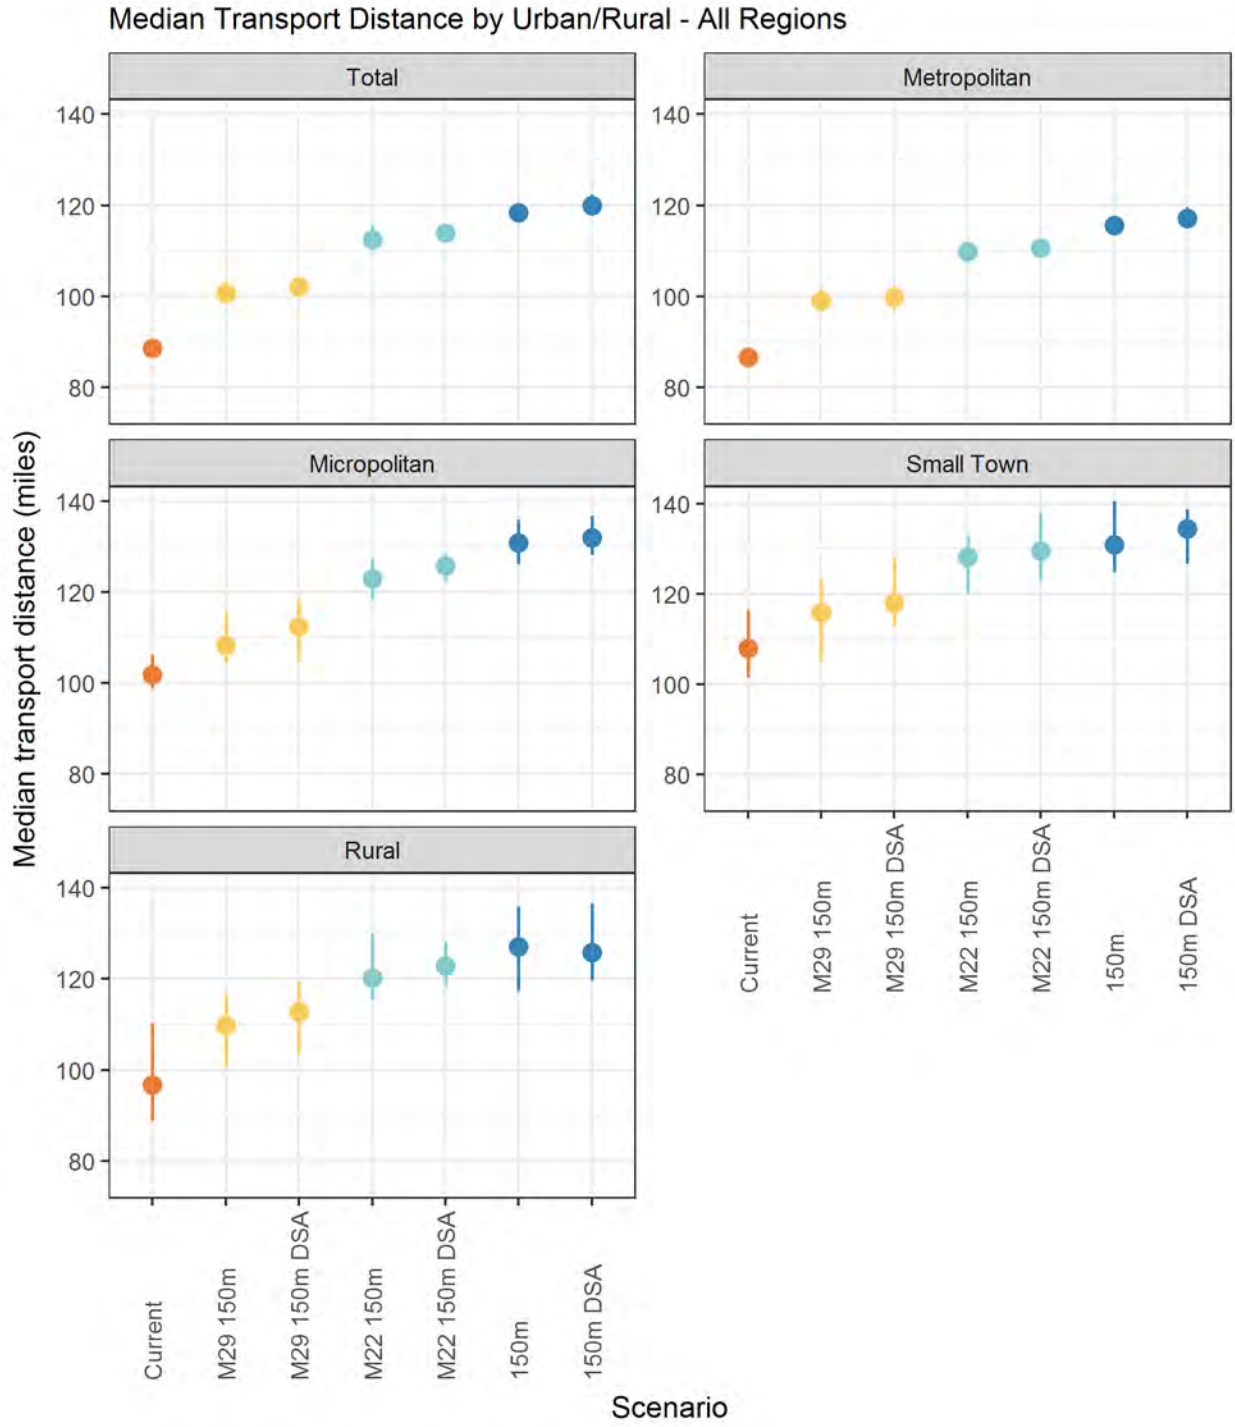 Median Transport Distance by Urban/Rural - All Regions
Total
Metropolitan
140
120
100
80
140
120
100
80
Micropolitan
Small Town
140
120
100
80
140
120
100
80
Rural
140
120
100
80
Median transport distance (miles)
Current
M29 150m
M29 150m DSA
M22 150m
M22 150m DSA
150m
150m DSA
Current
M29 150m
M29 150m DSA
M22 150m
M22 150m DSA
150m
150m DSA
Scenario